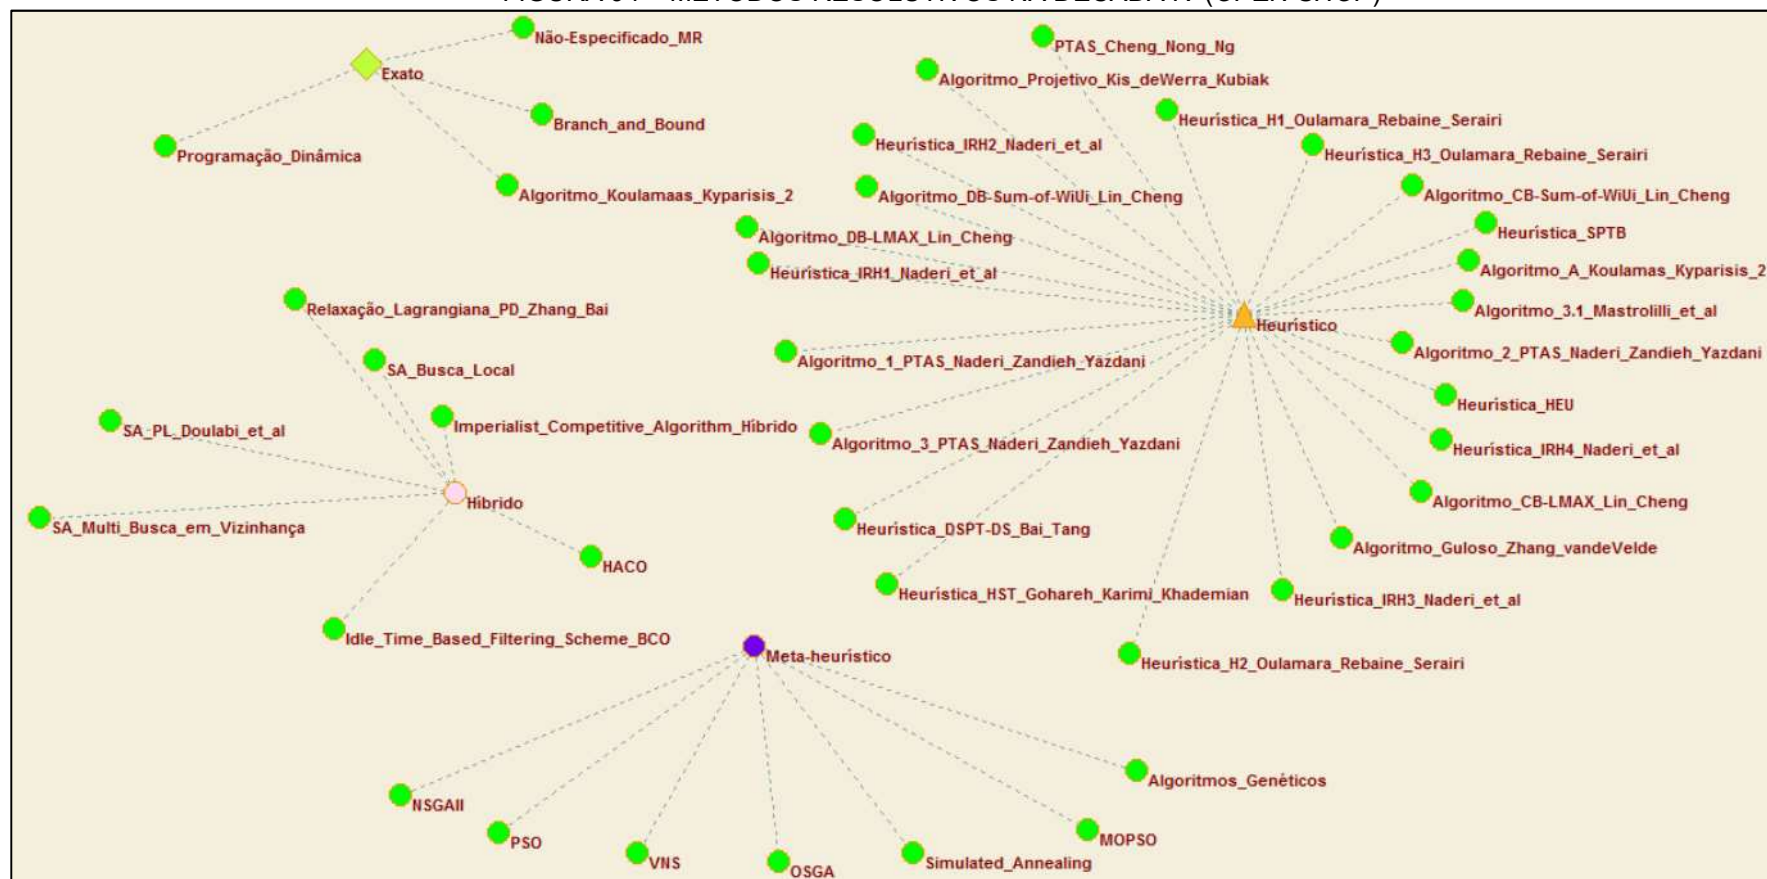 Não-Especificado_MR
Exato
Branch_and_Bound
Programação_Dinâmica
Algoritmo_Koulamaas_Kyparisis_2
PTAS_Cheng_Nong_Ng
Algoritmo_Projetivo_Kis_deWerra_Kubiak
Heurística_H1_Oulamara_Rebaine_Serairi
Heurística_IRH2_Naderi_et_al
Heurística_H3_Oulamara_Rebaine_Serairi
Algoritmo_DB-Sum-of-WiUi_Lin_Cheng
Algoritmo_CB-Sum-of-WiUi_Lin_Cheng
Algoritmo_DB-LMAX_Lin_Cheng
Heurística_SPTB
Heurística_IRH1_Naderi_et_al
Algoritmo_A_Koulamas_Kyparisis_2
Relaxação_Lagrangiana_PD_Zhang_Bai
Algoritmo_3.1_Mastrolilli_et_al
Heurístico
Algoritmo_1_PTAS_Naderi_Zandieh_Yazdani
Algoritmo_2_PTAS_Naderi_Zandieh_Yazdani
SA_Busca_Local
Heurística_HEU
SA_PL_Doulabi_et_al
Imperialist_Competitive_Algorithm_Híbrido
Algoritmo_3_PTAS_Naderi_Zandieh_Yazdani
Heurística_IRH4_Naderi_et_al
Híbrido
Algoritmo_CB-LMAX_Lin_Cheng
SA_Multi_Busca_em_Vizinhança
Heurística_DSPT-DS_Bai_Tang
Algoritmo_Guloso_Zhang_vandeVelde
HACO
Heurística_HST_Gohareh_Karimi_Khademian
Heurística_IRH3_Naderi_et_al
Idle_Time_Based_Filtering_Scheme_BCO
Meta-heurístico
Heurística_H2_Oulamara_Rebaine_Serairi
Algoritmos_Genéticos
NSGAII
PSO
MOPSO
VNS
OSGA
Simulated_Annealing